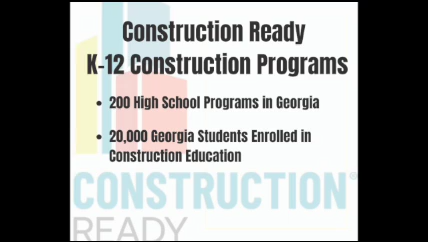 Construction Ready
K-12 Construction Programs
• 200 High School Programs in Georgia
• 20,000 Georgia Students Enrolled in
Construction Education
CONSTRUCTION®
READY